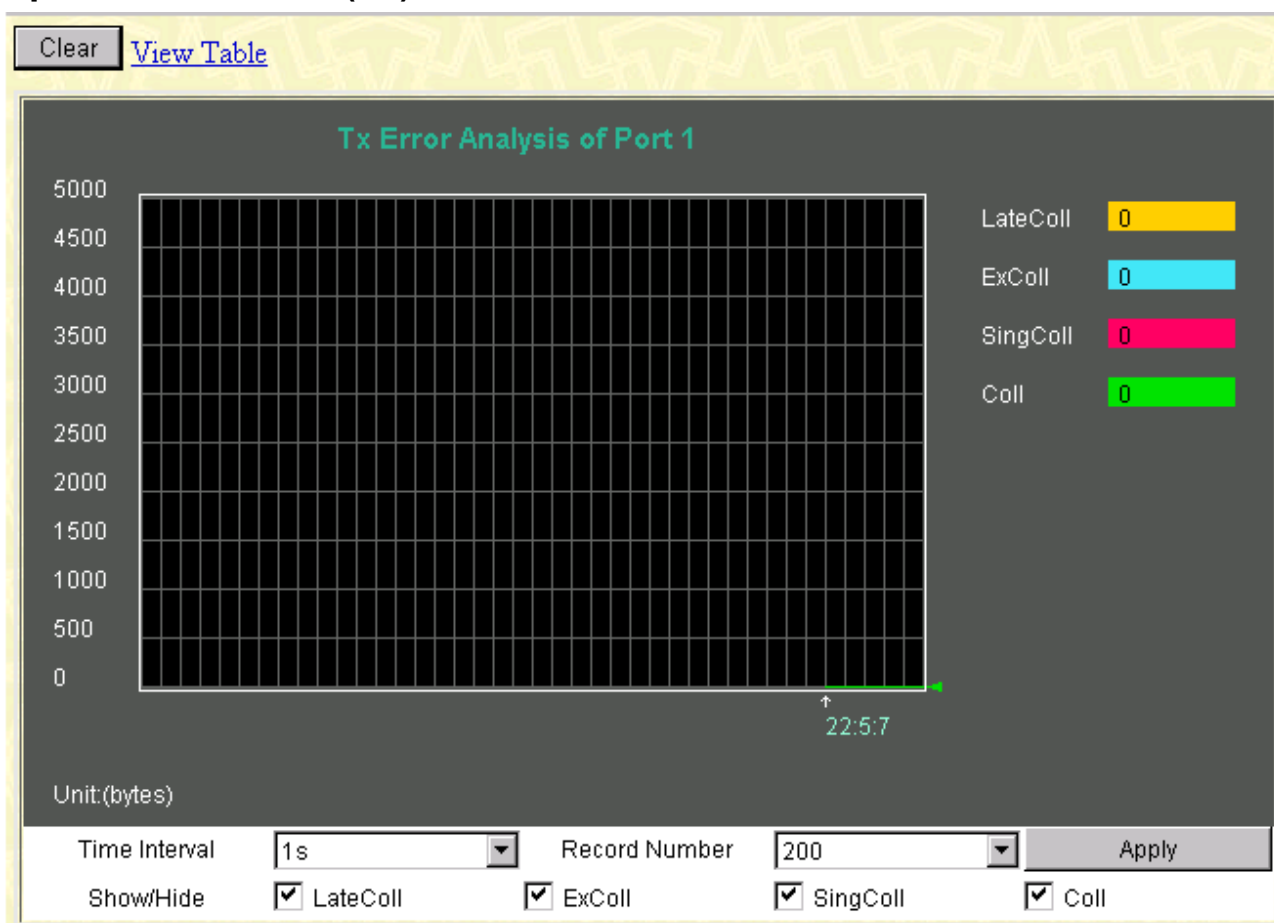 Clear View Table
Tx Error Analysis of Port 1
5000
4500
4000
3500
3000
2500
2000
1500
1000
500
0
LateColl 0
ExColl 0
SingColl 0
Coll 0
22:5:7
Unit:(bytes)
Time Interval 1s Record Number 200 Apply
Show/Hide LateColl ExColl SingColl Coll